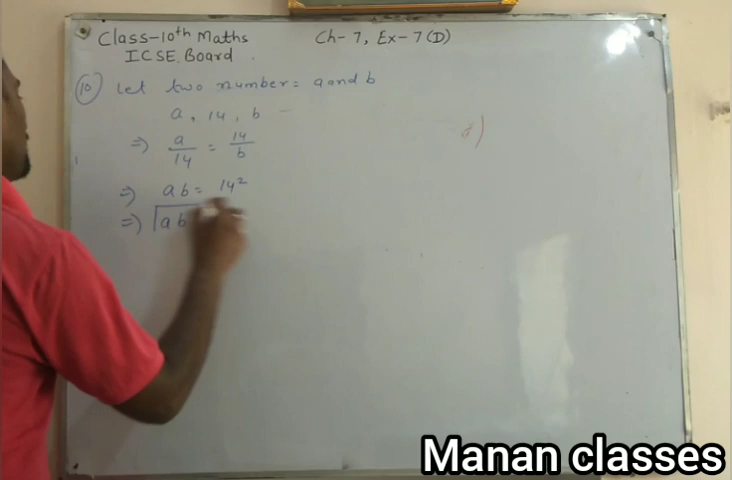 Class-10th Maths
Ch-7, Ex-7(D)
ICSE Board
10 Let two number = a and b
a, 14, b
=> a/14 = 14/b
=> ab = 14²
=> ab
Manan classes